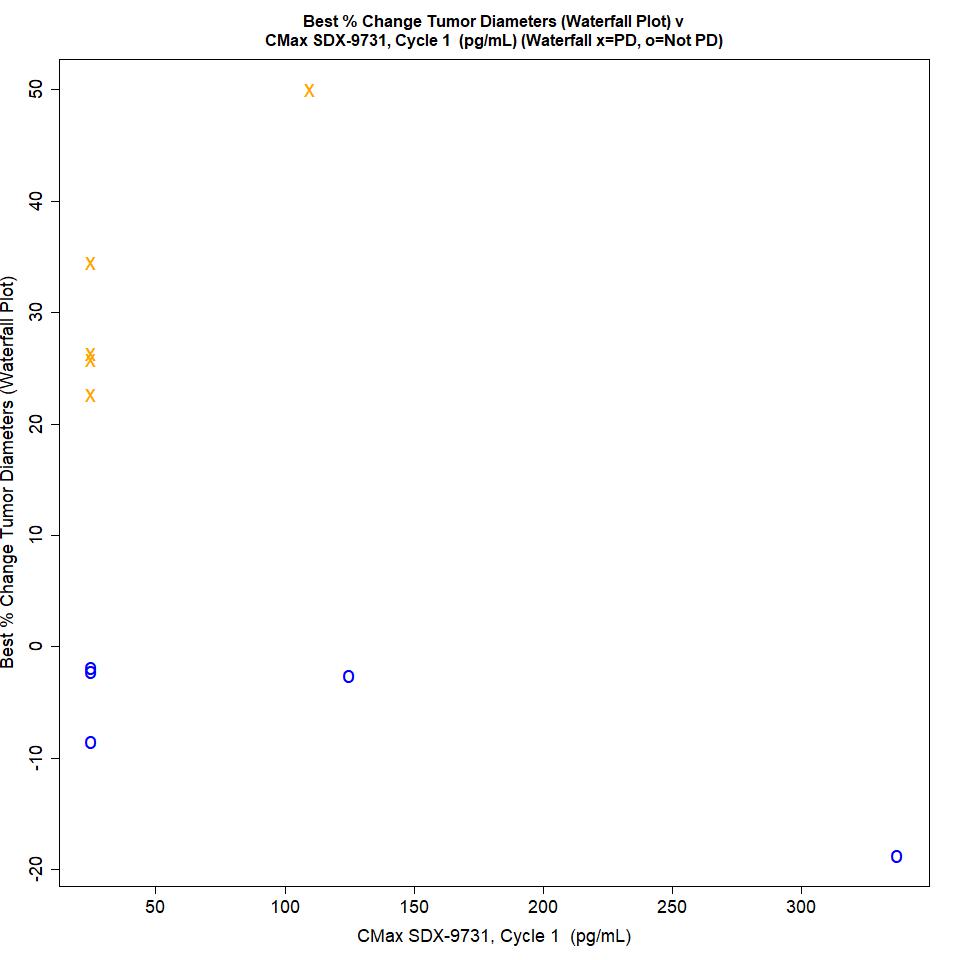 Best % Change Tumor Diameters (Waterfall Plot) v
CMax SDX-9731, Cycle 1 (pg/mL) (Waterfall x=PD, o=Not PD)
Best % Change Tumor Diameters (Waterfall Plot)
50
40
30
20
10
0
-10
-20
X
X
X
X
X
O
O
O
O
O
50 100 150 200 250 300
CMax SDX-9731, Cycle 1 (pg/mL)